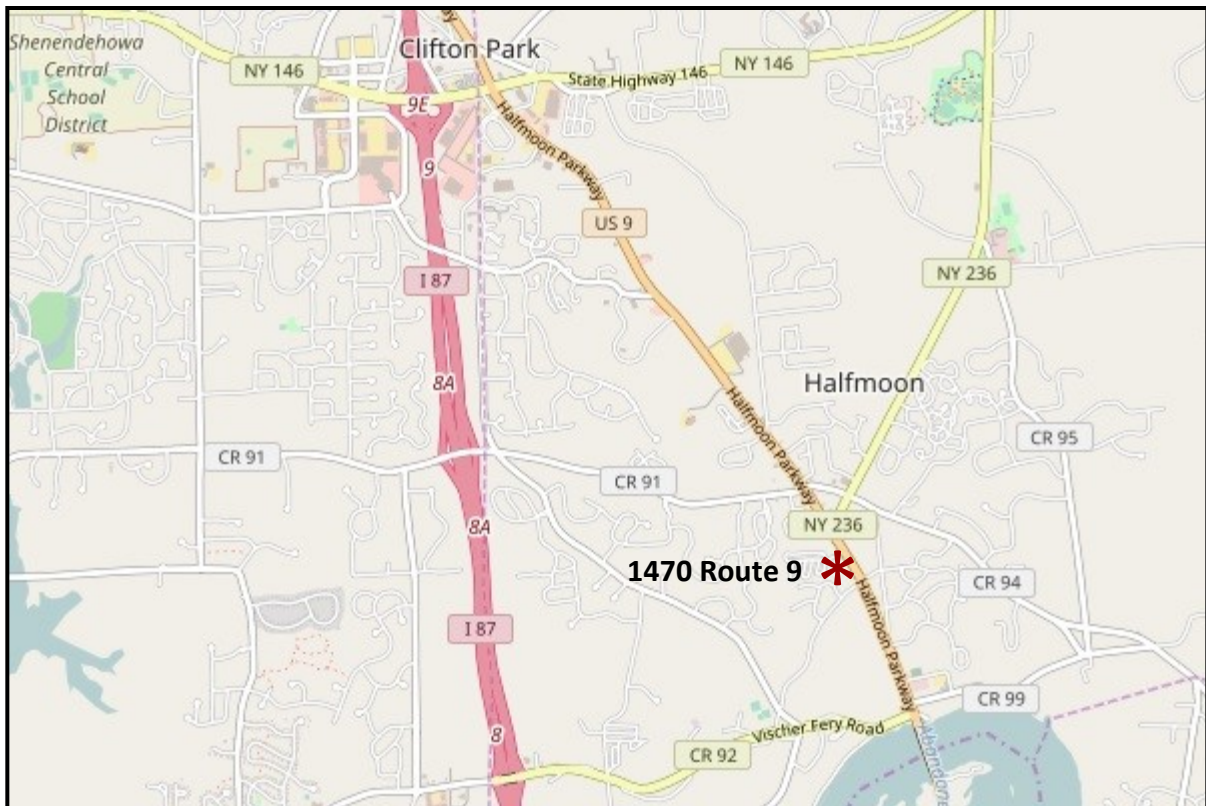 Shenendehowa
Central
School
District
Clifton Park
NY 146
State Highway 146
NY 146
9E
Halfmoon Parkway
9
US 9
I 87
NY 236
8A
Halfmoon
Halfmoon Parkway
CR 95
CR 91
CR 91
8A
NY 236
1470 Route 9 *
Halfmoon Parkway
CR 94
I 87
CR 99
Vischer Fery Road
8
CR 92